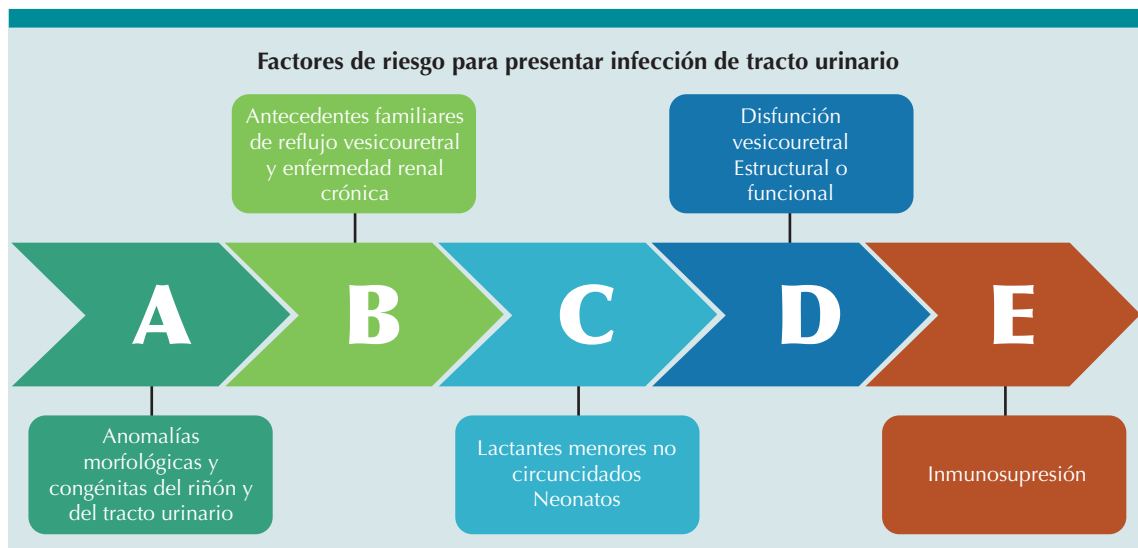 Factores de riesgo para presentar infección de tracto urinario
Antecedentes familiares
de reflujo vesicouretral
y enfermedad renal
crónica
Disfunción
vesicouretral
Estructural o
funcional
A
B
C
D
E
Anomalías
morfológicas y
congénitas del riñón y
del tracto urinario
Lactantes menores no
circuncidados
Neonatos
Inmunosupresión